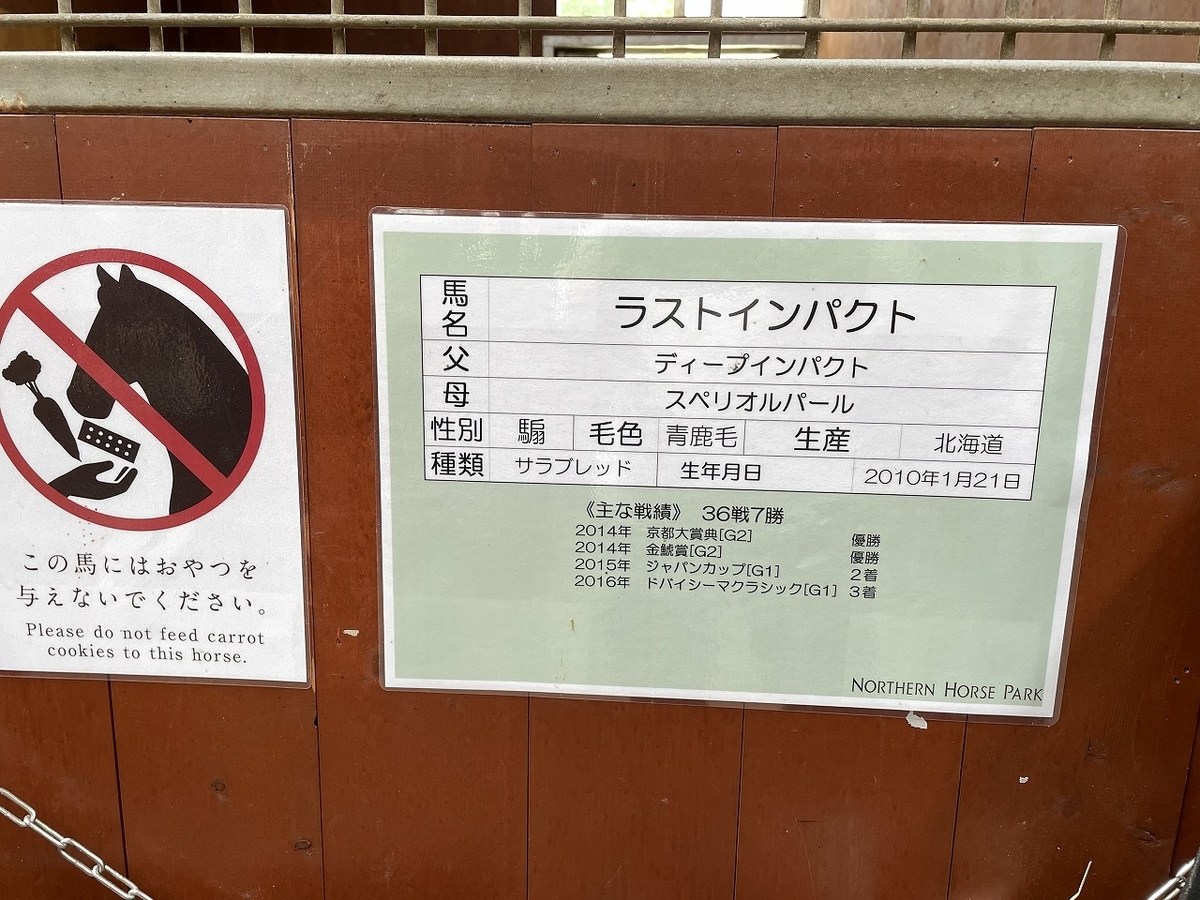 この馬にはおやつを
与えないでください。
Please do not feed carrot
cookies to this horse.
馬名 ラストインパクト
父 ディープインパクト
母 スペリオルパール
性別 騸 毛色 青鹿毛 生産 北海道
種類 サラブレッド 生年月日 2010年1月21日
《主な戦績》 36戦7勝
2014年 京都大賞典[G2] 優勝
2014年 金鯱賞[G2] 優勝
2015年 ジャパンカップ[G1] 2着
2016年 ドバイシーマクラシック[G1] 3着
NORTHERN HORSE PARK